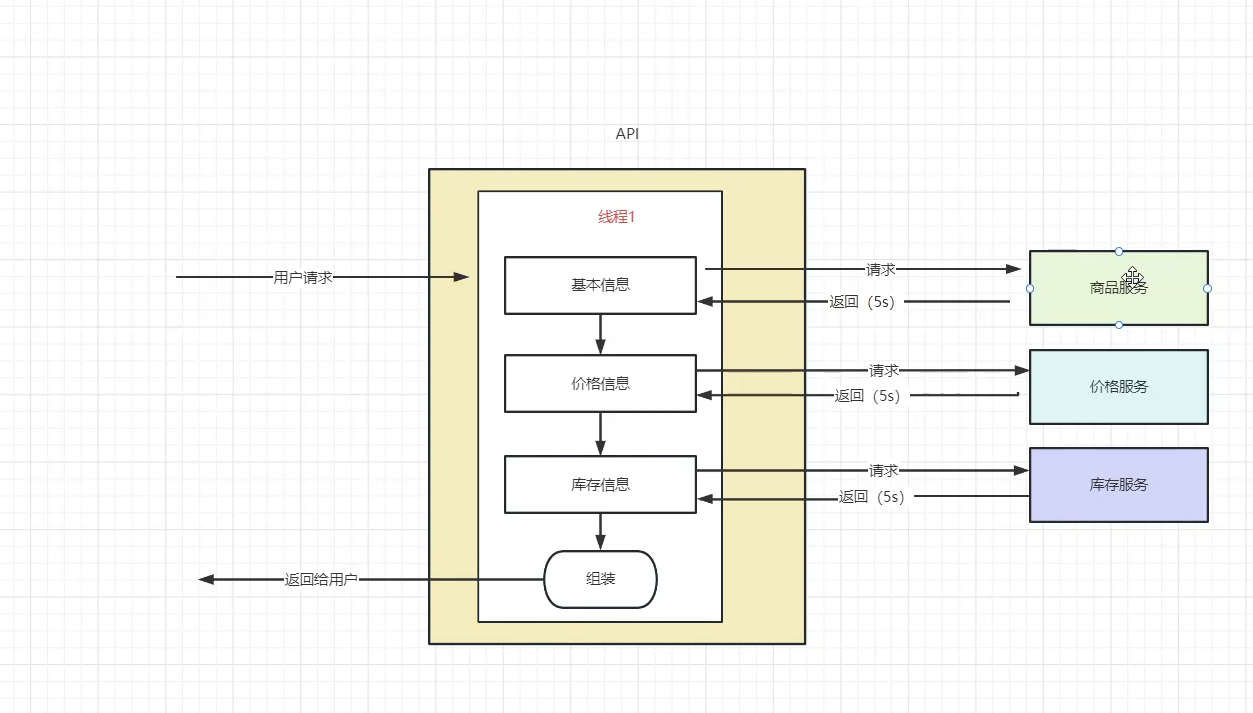 API
线程1
用户请求
基本信息
请求
返回（5s）
商品服务
价格信息
请求
返回（5s）
价格服务
库存信息
请求
返回（5s）
库存服务
组装
返回给用户